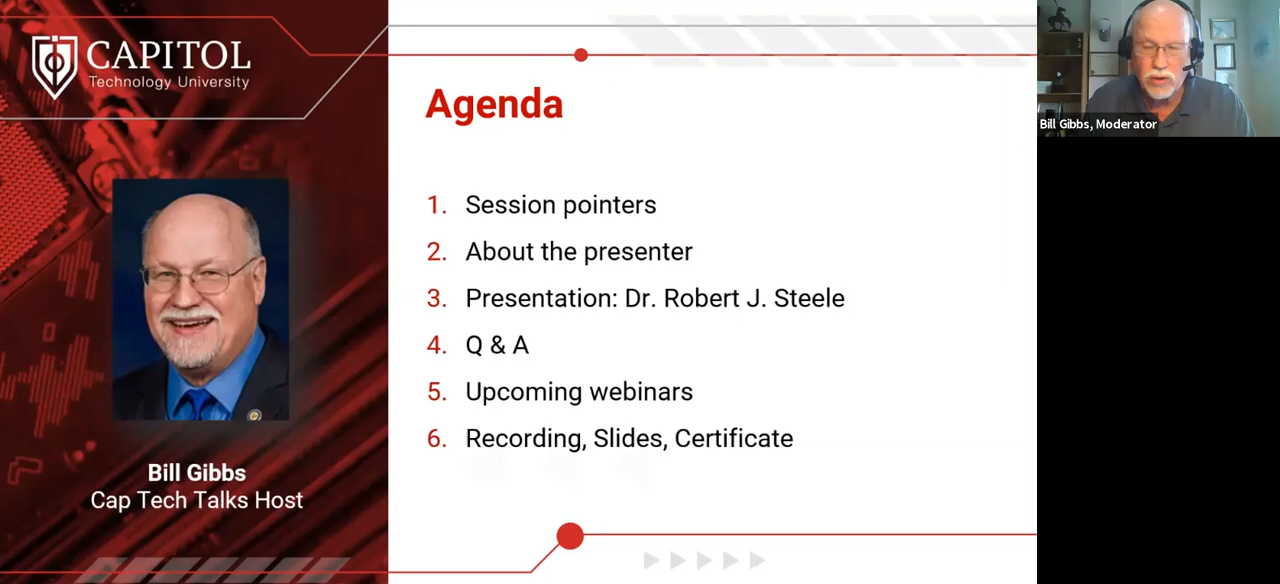 CAPITOL
Technology University
Bill Gibbs
Cap Tech Talks Host
Agenda
1. Session pointers
2. About the presenter
3. Presentation: Dr. Robert J. Steele
4. Q & A
5. Upcoming webinars
6. Recording, Slides, Certificate
Bill Gibbs, Moderator